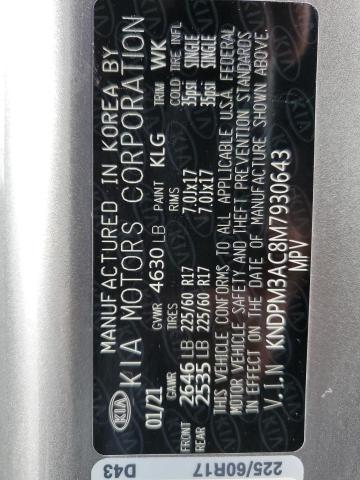 MANUFACTURED IN KOREA BY
KIA KIA MOTORS CORPORATION
01/21 GVWR 4630 LB PAINT KLG TRIM WK
GAWR TIRES RIMS COLD TIRE INFL
FRONT 2646 LB 225/60 R17 7.0JX17 35psi SINGLE
REAR 2535 LB 225/60 R17 7.0JX17 35psi SINGLE
THIS VEHICLE CONFORMS TO ALL APPLICABLE U.S.A. FEDERAL
MOTOR VEHICLE SAFETY AND THEFT PREVENTION STANDARDS
IN EFFECT ON THE DATE OF MANUFACTURE SHOWN ABOVE.
V.I.N KNDPM3AC8M7930643
MPV
225/60R17 D43